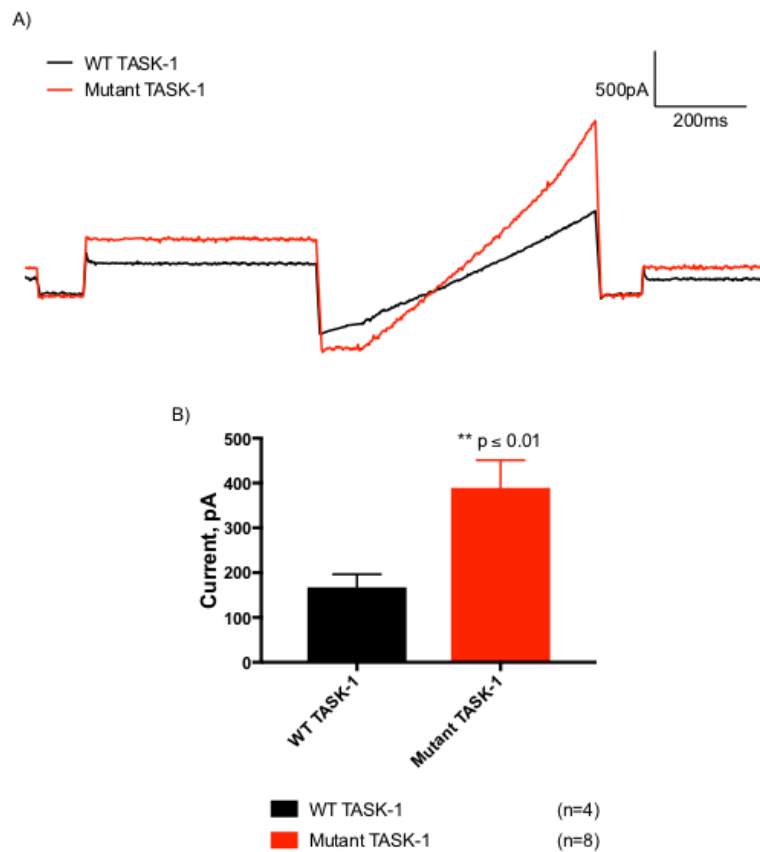 A)
WT TASK-1
Mutant TASK-1
500pA
200ms
B)
** p ≤ 0.01
500
400
300
200
100
0
Current, pA
WT TASK-1
Mutant TASK-1
WT TASK-1 (n=4)
Mutant TASK-1 (n=8)